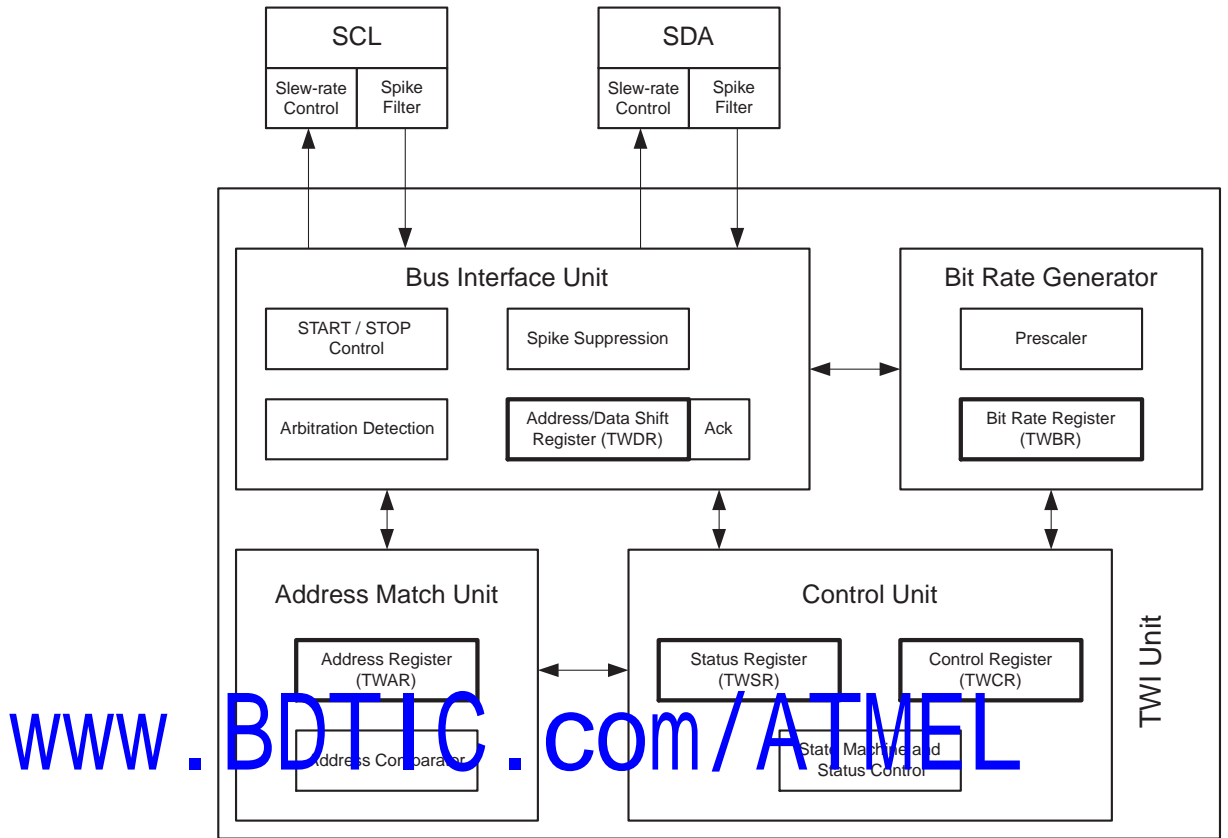 SCL
SDA
Slew-rate
Control
Spike
Filter
Slew-rate
Control
Spike
Filter
Bus Interface Unit
Bit Rate Generator
START / STOP
Control
Spike Suppression
Prescaler
Arbitration Detection
Address/Data Shift
Register (TWDR)
Ack
Bit Rate Register
(TWBR)
Address Match Unit
Control Unit
Address Register
(TWAR)
Status Register
(TWSR)
Control Register
(TWCR)
Address Comparator
State Machine and
Status Control
TWI Unit
www.BDTIC.com/ATMEL